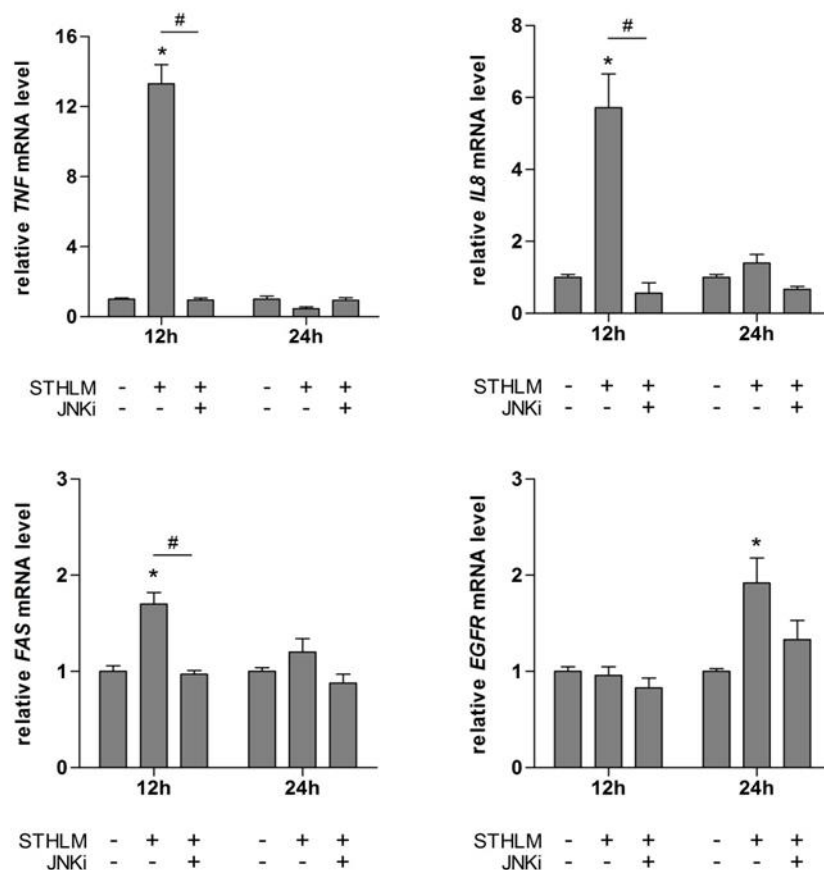 relative TNF mRNA level
16
12
8
4
0
#
*
12h 24h
STHLM - + + - + +
JNKi - - + - - +
relative IL8 mRNA level
8
6
4
2
0
#
*
12h 24h
STHLM - + + - + +
JNKi - - + - - +
relative FAS mRNA level
3
2
1
0
#
*
12h 24h
STHLM - + + - + +
JNKi - - + - - +
relative EGFR mRNA level
3
2
1
0
*
12h 24h
STHLM - + + - + +
JNKi - - + - - +